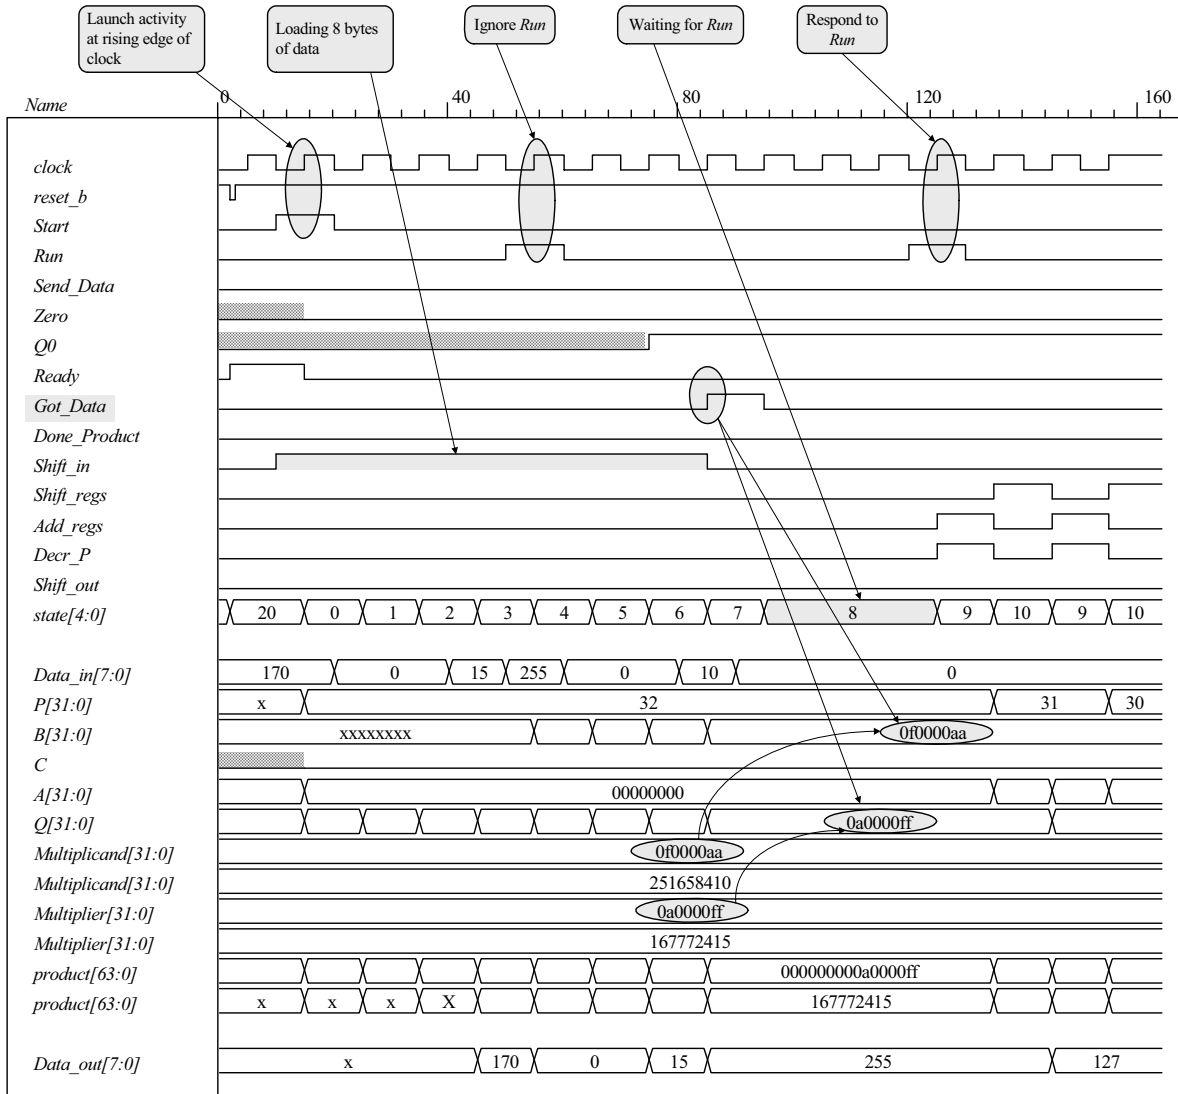 Launch activity
at rising edge of
clock
Loading 8 bytes
of data
Ignore Run
Waiting for Run
Respond to
Run
Name
0 40 80 120 160
clock
reset_b
Start
Run
Send_Data
Zero
Q0
Ready
Got_Data
Done_Product
Shift_in
Shift_regs
Add_regs
Decr_P
Shift_out
state[4:0] 20 0 1 2 3 4 5 6 7 8 9 10 9 10
Data_in[7:0] 170 0 15 255 0 10 0
P[31:0] x 32 31 30
B[31:0] xxxxxxxx 0f0000aa
C
A[31:0] 00000000
Q[31:0] 0a0000ff
Multiplicand[31:0] 0f0000aa
Multiplicand[31:0] 251658410
Multiplier[31:0] 0a0000ff
Multiplier[31:0] 167772415
product[63:0] 000000000a0000ff
product[63:0] x x x X 167772415
Data_out[7:0] x 170 0 15 255 127